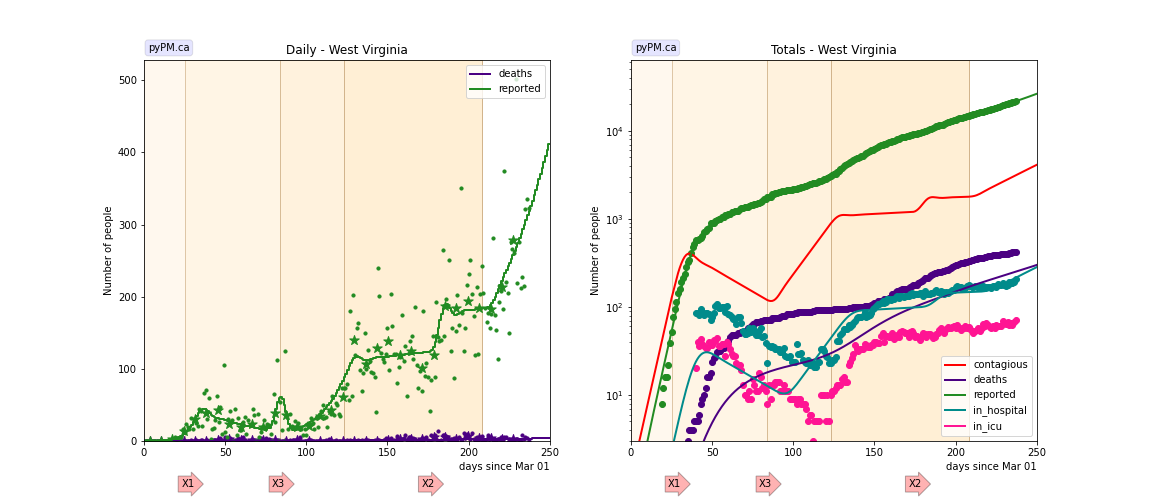 pyPM.ca
Daily - West Virginia
Number of people
500
400
300
200
100
0
deaths
reported
0 50 100 150 200 250
days since Mar 01
X1 X3 X2
pyPM.ca
Totals - West Virginia
Number of people
10⁴
10³
10²
10¹
contagious
deaths
reported
in_hospital
in_icu
0 50 100 150 200 250
days since Mar 01
X1 X3 X2